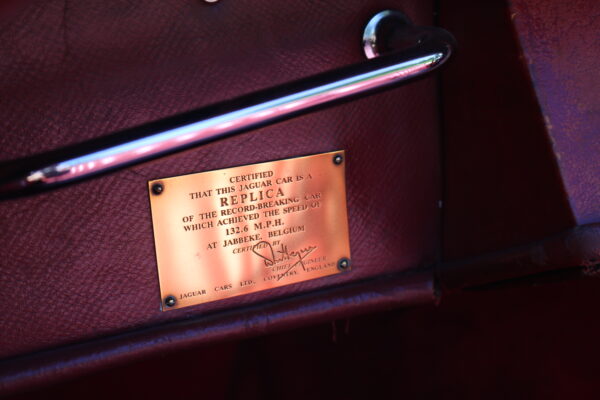 CERTIFIED
THAT THIS JAGUAR CAR IS A
REPLICA
OF THE RECORD-BREAKING CAR
WHICH ACHIEVED THE SPEED OF
132.6 M.P.H.
AT JABBEKE, BELGIUM
CERTIFIED BY
CHIEF ENGINEER
JAGUAR CARS LTD. COVENTRY, ENGLAND